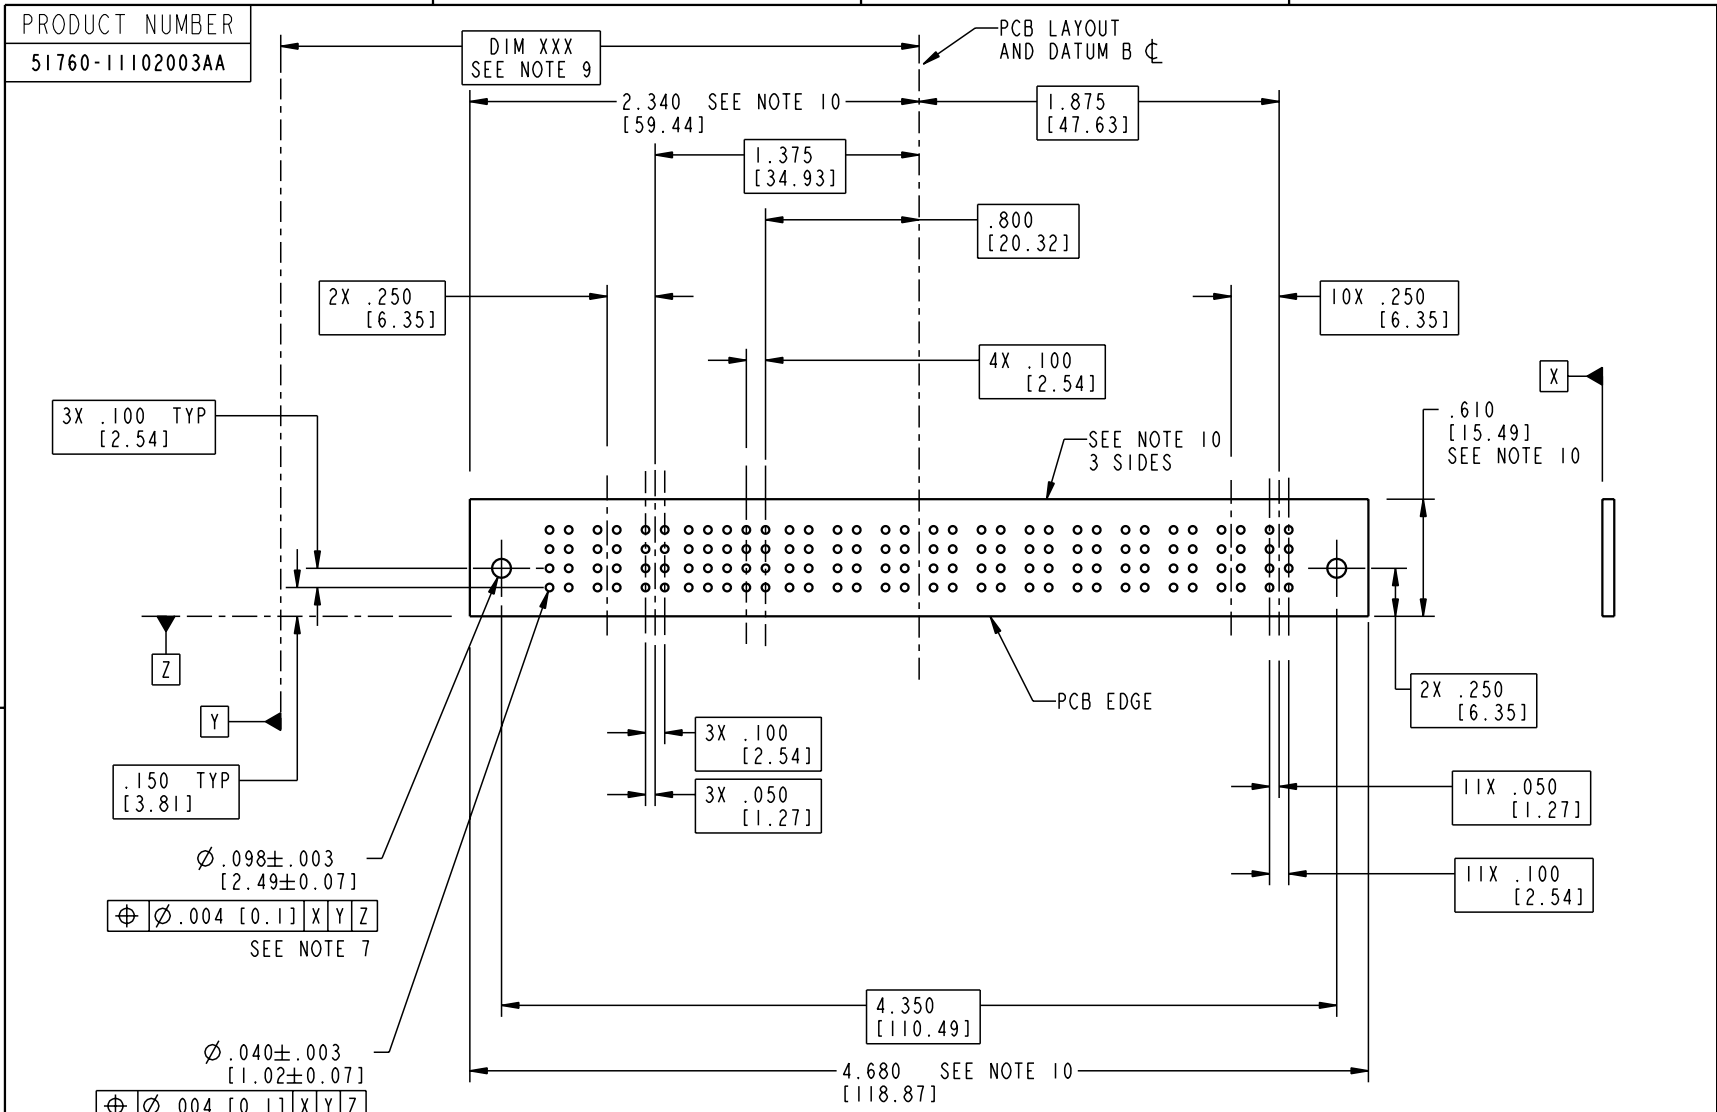 PRODUCT NUMBER
51760-11102003AA
DIM XXX
SEE NOTE 9
PCB LAYOUT
AND DATUM B ℄
2.340 SEE NOTE 10
[59.44]
1.875
[47.63]
1.375
[34.93]
.800
[20.32]
2X .250
[6.35]
10X .250
[6.35]
4X .100
[2.54]
X
3X .100 TYP
[2.54]
SEE NOTE 10
3 SIDES
.610
[15.49]
SEE NOTE 10
Z
Y
PCB EDGE
2X .250
[6.35]
3X .100
[2.54]
.150 TYP
[3.81]
3X .050
[1.27]
11X .050
[1.27]
Ø.098±.003
[2.49±0.07]
⌖ Ø.004 [0.1] X Y Z
SEE NOTE 7
11X .100
[2.54]
4.350
[110.49]
Ø.040±.003
[1.02±0.07]
4.680 SEE NOTE 10
[118.87]
⌖ Ø.004 [0.1] X Y Z